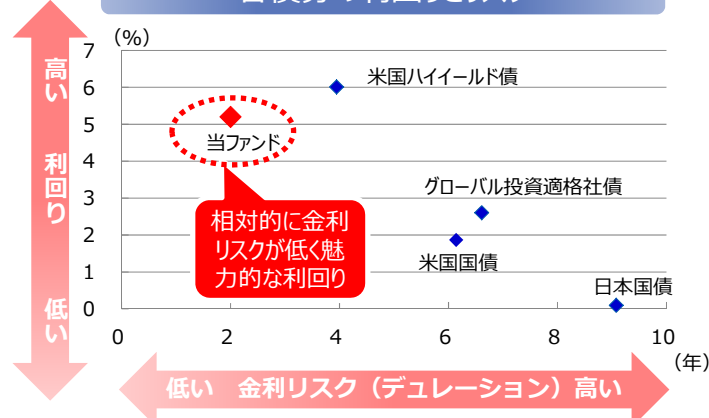 (%)
7
6
5
4
3
2
1
0
0
2
4
6
8
10
(年)
高い
利回り
低い
米国ハイイールド債
当ファンド
グローバル投資適格社債
米国国債
日本国債
相対的に金利
リスクが低く魅
力的な利回り
低い 金利リスク（デュレーション）高い